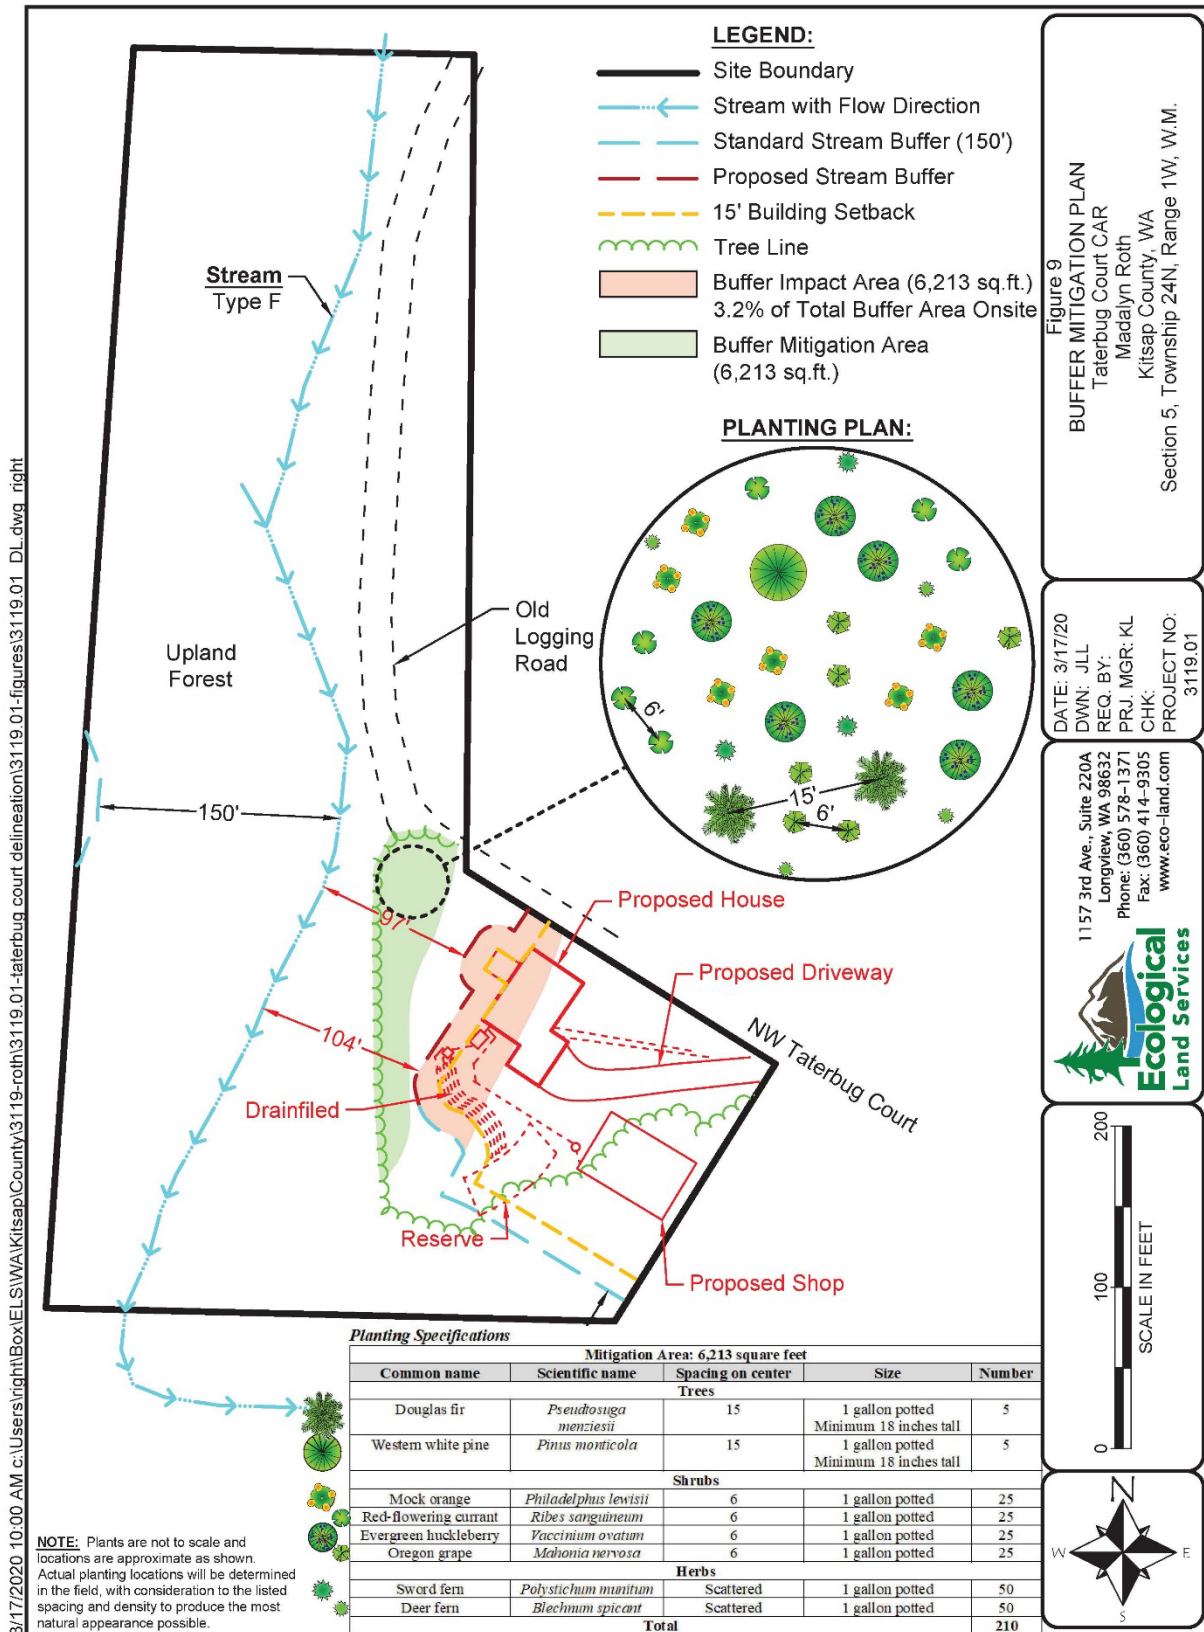 LEGEND:
Site Boundary
Stream with Flow Direction
Standard Stream Buffer (150')
Proposed Stream Buffer
15' Building Setback
Tree Line
Buffer Impact Area (6,213 sq.ft.)
3.2% of Total Buffer Area Onsite
Buffer Mitigation Area
(6,213 sq.ft.)
Stream
Type F
PLANTING PLAN:
6'
15'
6'
Old
Logging
Road
Upland
Forest
150'
97'
104'
Proposed House
Proposed Driveway
NW Taterbug Court
Drainfiled
Reserve
Proposed Shop
Planting Specifications
Mitigation Area: 6,213 square feet
Common name Scientific name Spacing on center Size Number
Trees
Douglas fir Pseudtosuga menziesii 15 1 gallon potted Minimum 18 inches tall 5
Western white pine Pinus monticola 15 1 gallon potted Minimum 18 inches tall 5
Shrubs
Mock orange Philadelphus lewisii 6 1 gallon potted 25
Red-flowering currant Ribes sanguineum 6 1 gallon potted 25
Evergreen huckleberry Vaccinium ovatum 6 1 gallon potted 25
Oregon grape Mahonia nervosa 6 1 gallon potted 25
Herbs
Sword fern Polystichum munitum Scattered 1 gallon potted 50
Deer fern Blechnum spicant Scattered 1 gallon potted 50
Total 210
NOTE: Plants are not to scale and
locations are approximate as shown.
Actual planting locations will be determined
in the field, with consideration to the listed
spacing and density to produce the most
natural appearance possible.
3/17/2020 10:00 AM c:\Users\right\Box\ELS\WA\Kitsap\County\3119-roth\3119.01-taterbug court delineation\3119.01-figures\3119.01_DL.dwg right
Figure 9
BUFFER MITIGATION PLAN
Taterbug Court CAR
Madalyn Roth
Kitsap County, WA
Section 5, Township 24N, Range 1W, W.M.
DATE: 3/17/20
DWN: JLL
REQ. BY:
PRJ. MGR: KL
CHK:
PROJECT NO:
3119.01
1157 3rd Ave., Suite 220A
Longview, WA 98632
Phone: (360) 578-1371
Fax: (360) 414-9305
www.eco-land.com
Ecological
Land Services
0 100 200
SCALE IN FEET
N
W E
S